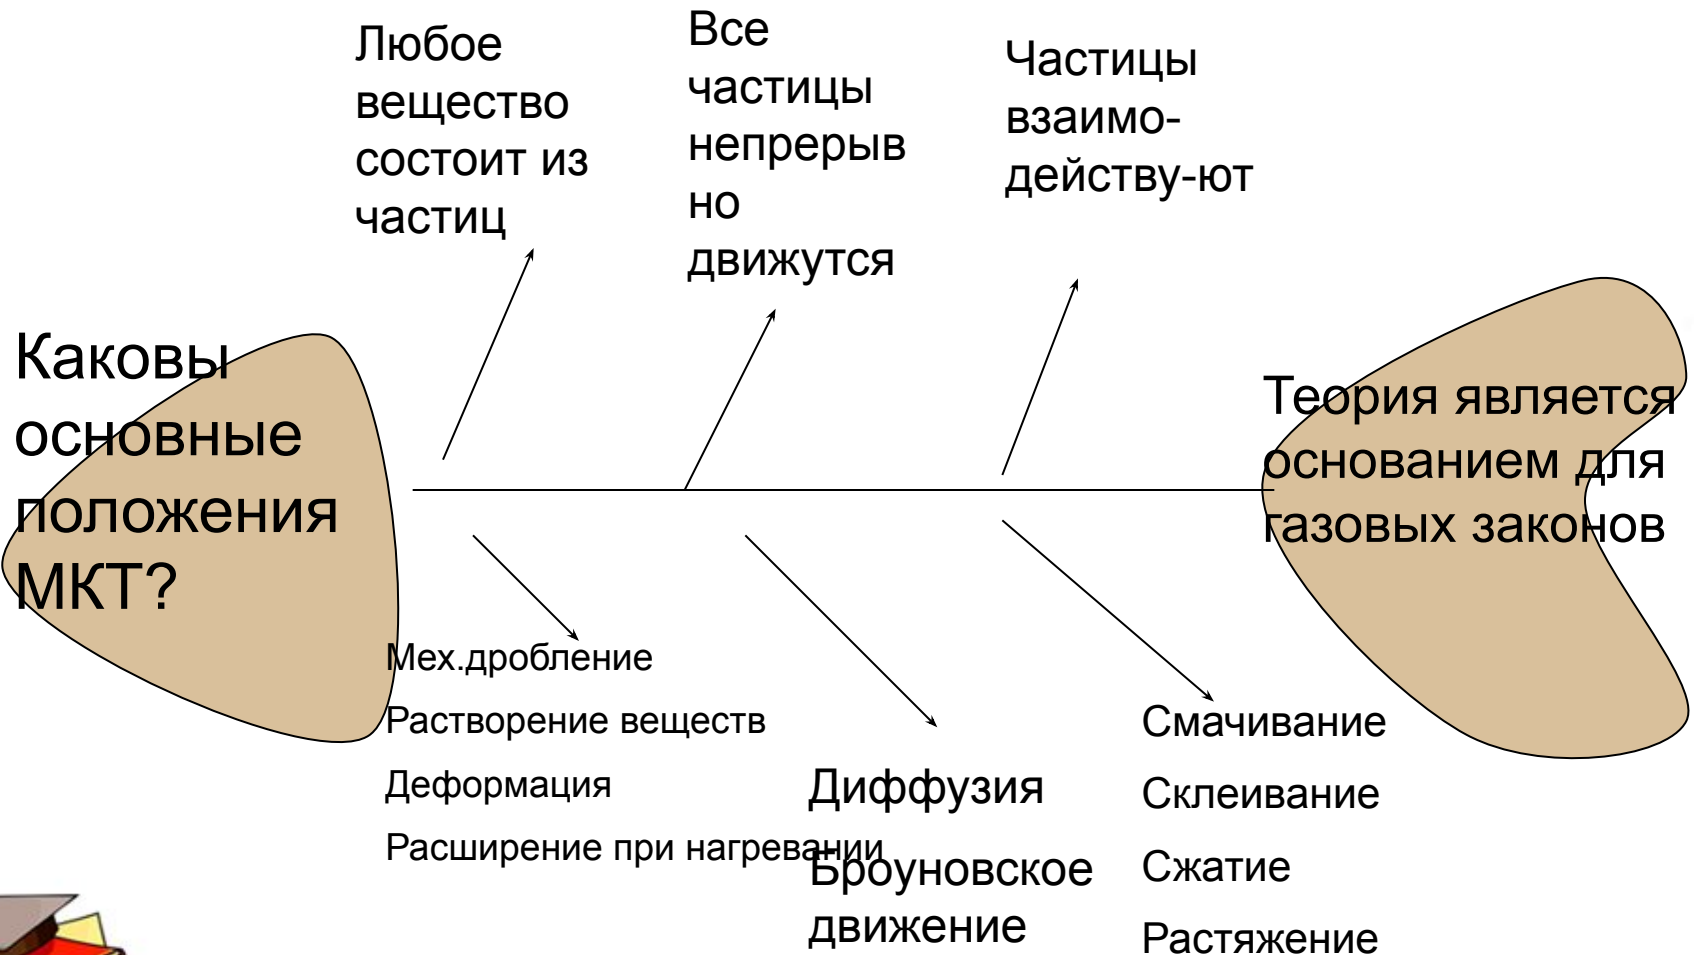 Любое
вещество
состоит из
частиц
Все
частицы
непрерыв
но
движутся
Частицы
взаимо-
действу-ют
Каковы
основные
положения
МКТ?
Теория является
основанием для
газовых законов
Мех.дробление
Растворение веществ
Деформация
Расширение при нагревании
Диффузия
Броуновское
движение
Смачивание
Склеивание
Сжатие
Растяжение